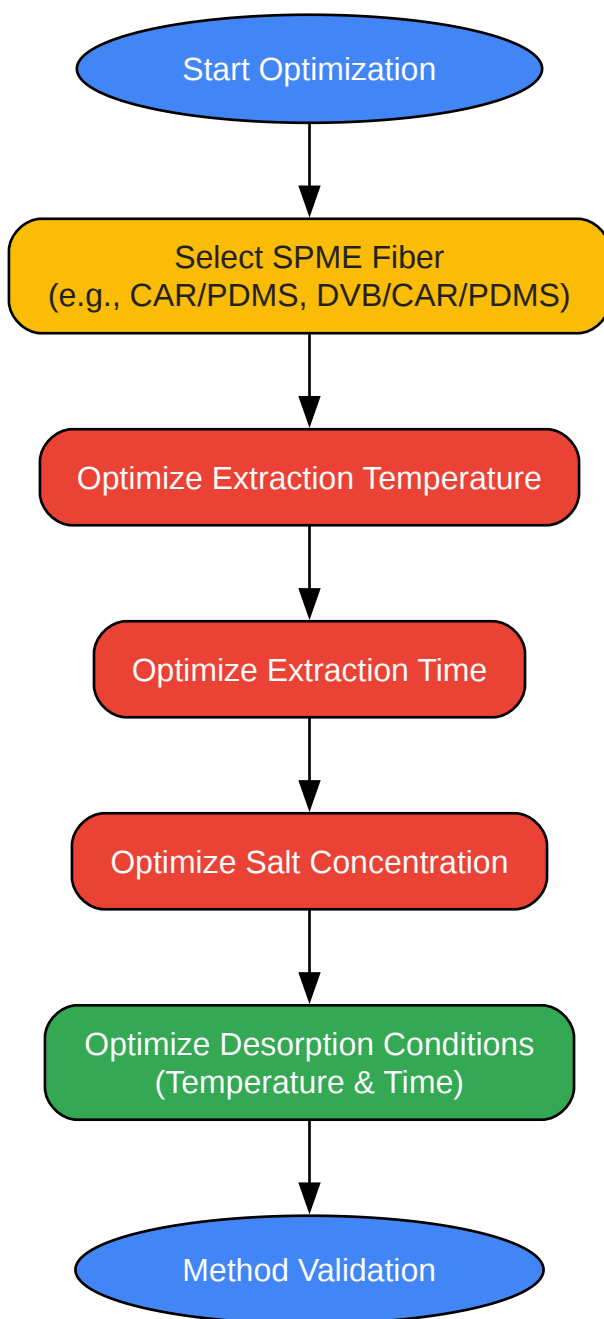 Start Optimization
Select SPME Fiber
(e.g., CAR/PDMS, DVB/CAR/PDMS)
Optimize Extraction Temperature
Optimize Extraction Time
Optimize Salt Concentration
Optimize Desorption Conditions
(Temperature & Time)
Method Validation